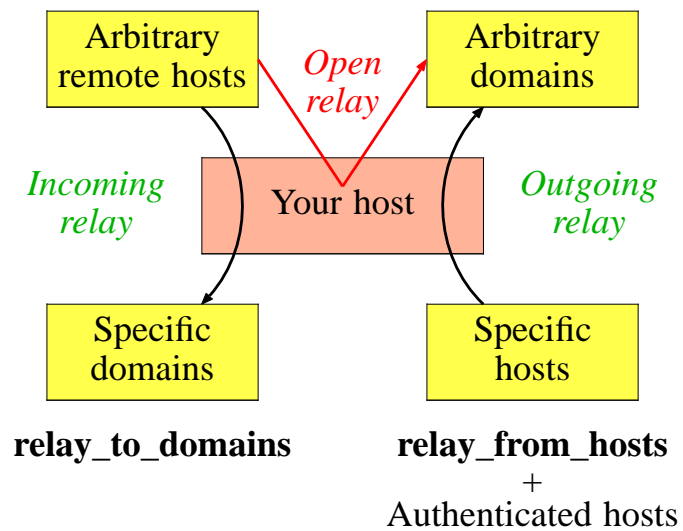 Arbitrary
remote hosts
Open
relay
Arbitrary
domains
Incoming
relay
Your host
Outgoing
relay
Specific
domains
Specific
hosts
relay_to_domains
relay_from_hosts
+
Authenticated hosts